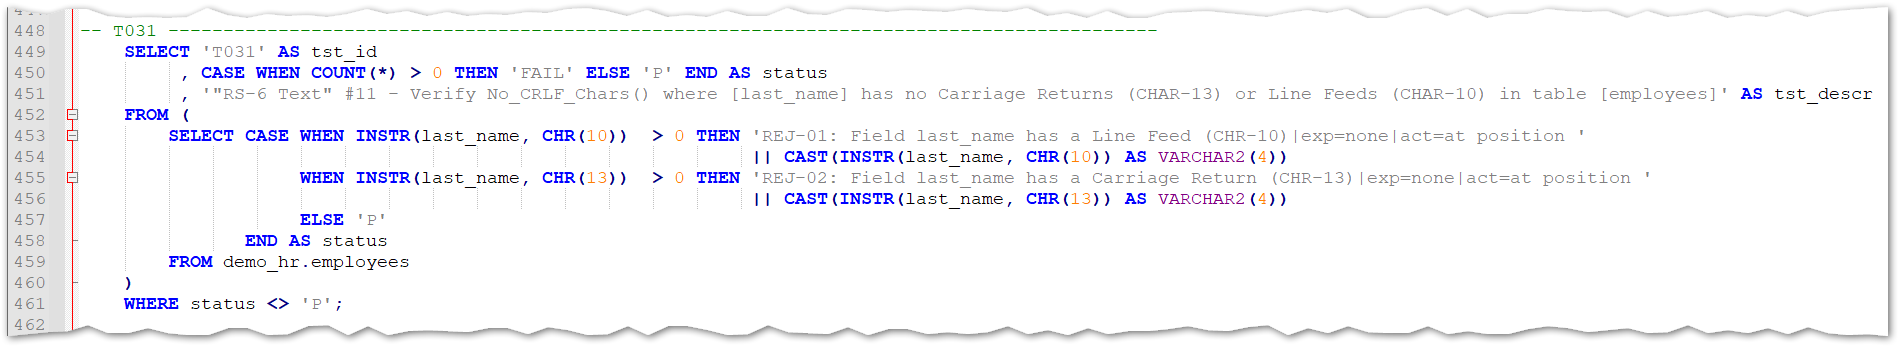 448 -- T031 ------------------------------------------------------------------------------------------
449 SELECT 'T031' AS tst_id
450 , CASE WHEN COUNT(*) > 0 THEN 'FAIL' ELSE 'P' END AS status
451 , '"RS-6 Text" #11 - Verify No_CRLF_Chars() where [last_name] has no Carriage Returns (CHAR-13) or Line Feeds (CHAR-10) in table [employees]' AS tst_descr
452 FROM (
453 SELECT CASE WHEN INSTR(last_name, CHR(10))  > 0 THEN 'REJ-01: Field last_name has a Line Feed (CHR-10)|exp=none|act=at position '
454 || CAST(INSTR(last_name, CHR(10)) AS VARCHAR2(4))
455 WHEN INSTR(last_name, CHR(13))  > 0 THEN 'REJ-02: Field last_name has a Carriage Return (CHR-13)|exp=none|act=at position '
456 || CAST(INSTR(last_name, CHR(13)) AS VARCHAR2(4))
457 ELSE 'P'
458 END AS status
459 FROM demo_hr.employees
460 )
461 WHERE status <> 'P';
462